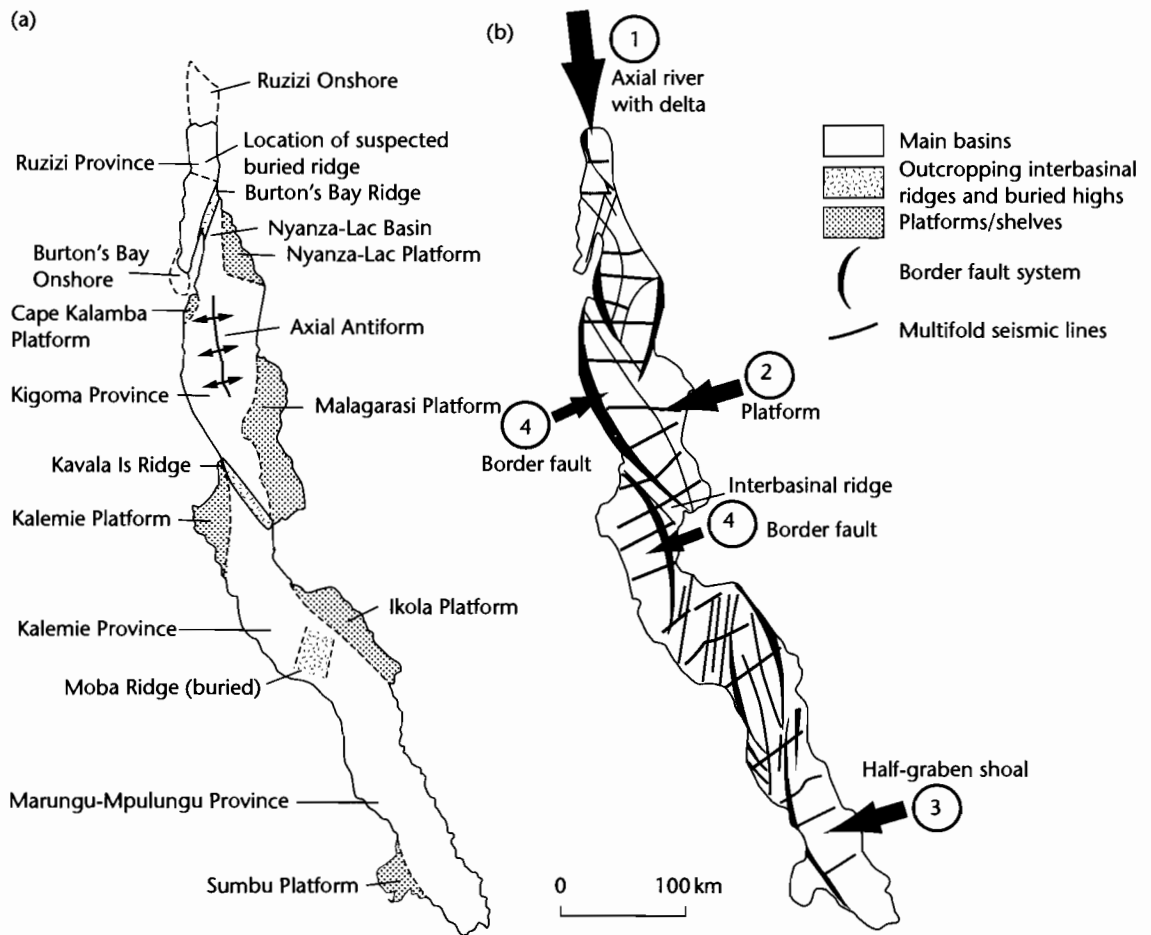 (a)
Ruzizi Onshore
Ruzizi Province
Location of suspected
buried ridge
Burton's Bay Ridge
Nyanza-Lac Basin
Nyanza-Lac Platform
Burton's Bay
Onshore
Cape Kalamba
Platform
Axial Antiform
Kigoma Province
Malagarasi Platform
Kavala Is Ridge
Kalemie Platform
Ikola Platform
Kalemie Province
Moba Ridge (buried)
Marungu-Mpulungu Province
Sumbu Platform
(b)
1
Axial river
with delta
Main basins
Outcropping interbasinal
ridges and buried highs
Platforms/shelves
Border fault system
Multifold seismic lines
2
Platform
4
Border fault
Interbasinal ridge
4
Border fault
Half-graben shoal
3
0
100 km